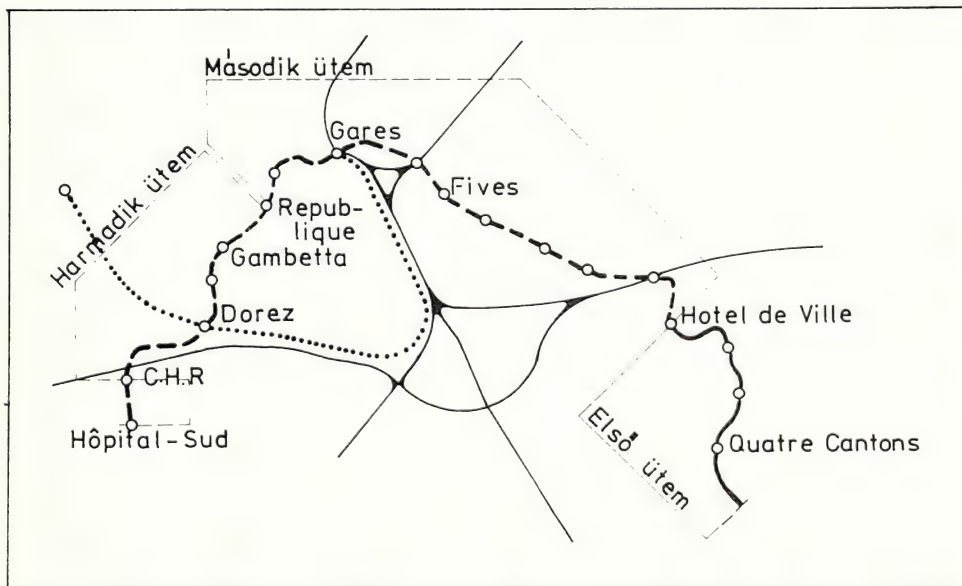 Második ütem
Gares
Harmadik ütem
Fives
Repub-
lique
Gambetta
Dorez
Hotel de Ville
C.H.R
Első ütem
Hôpital-Sud
Quatre Cantons